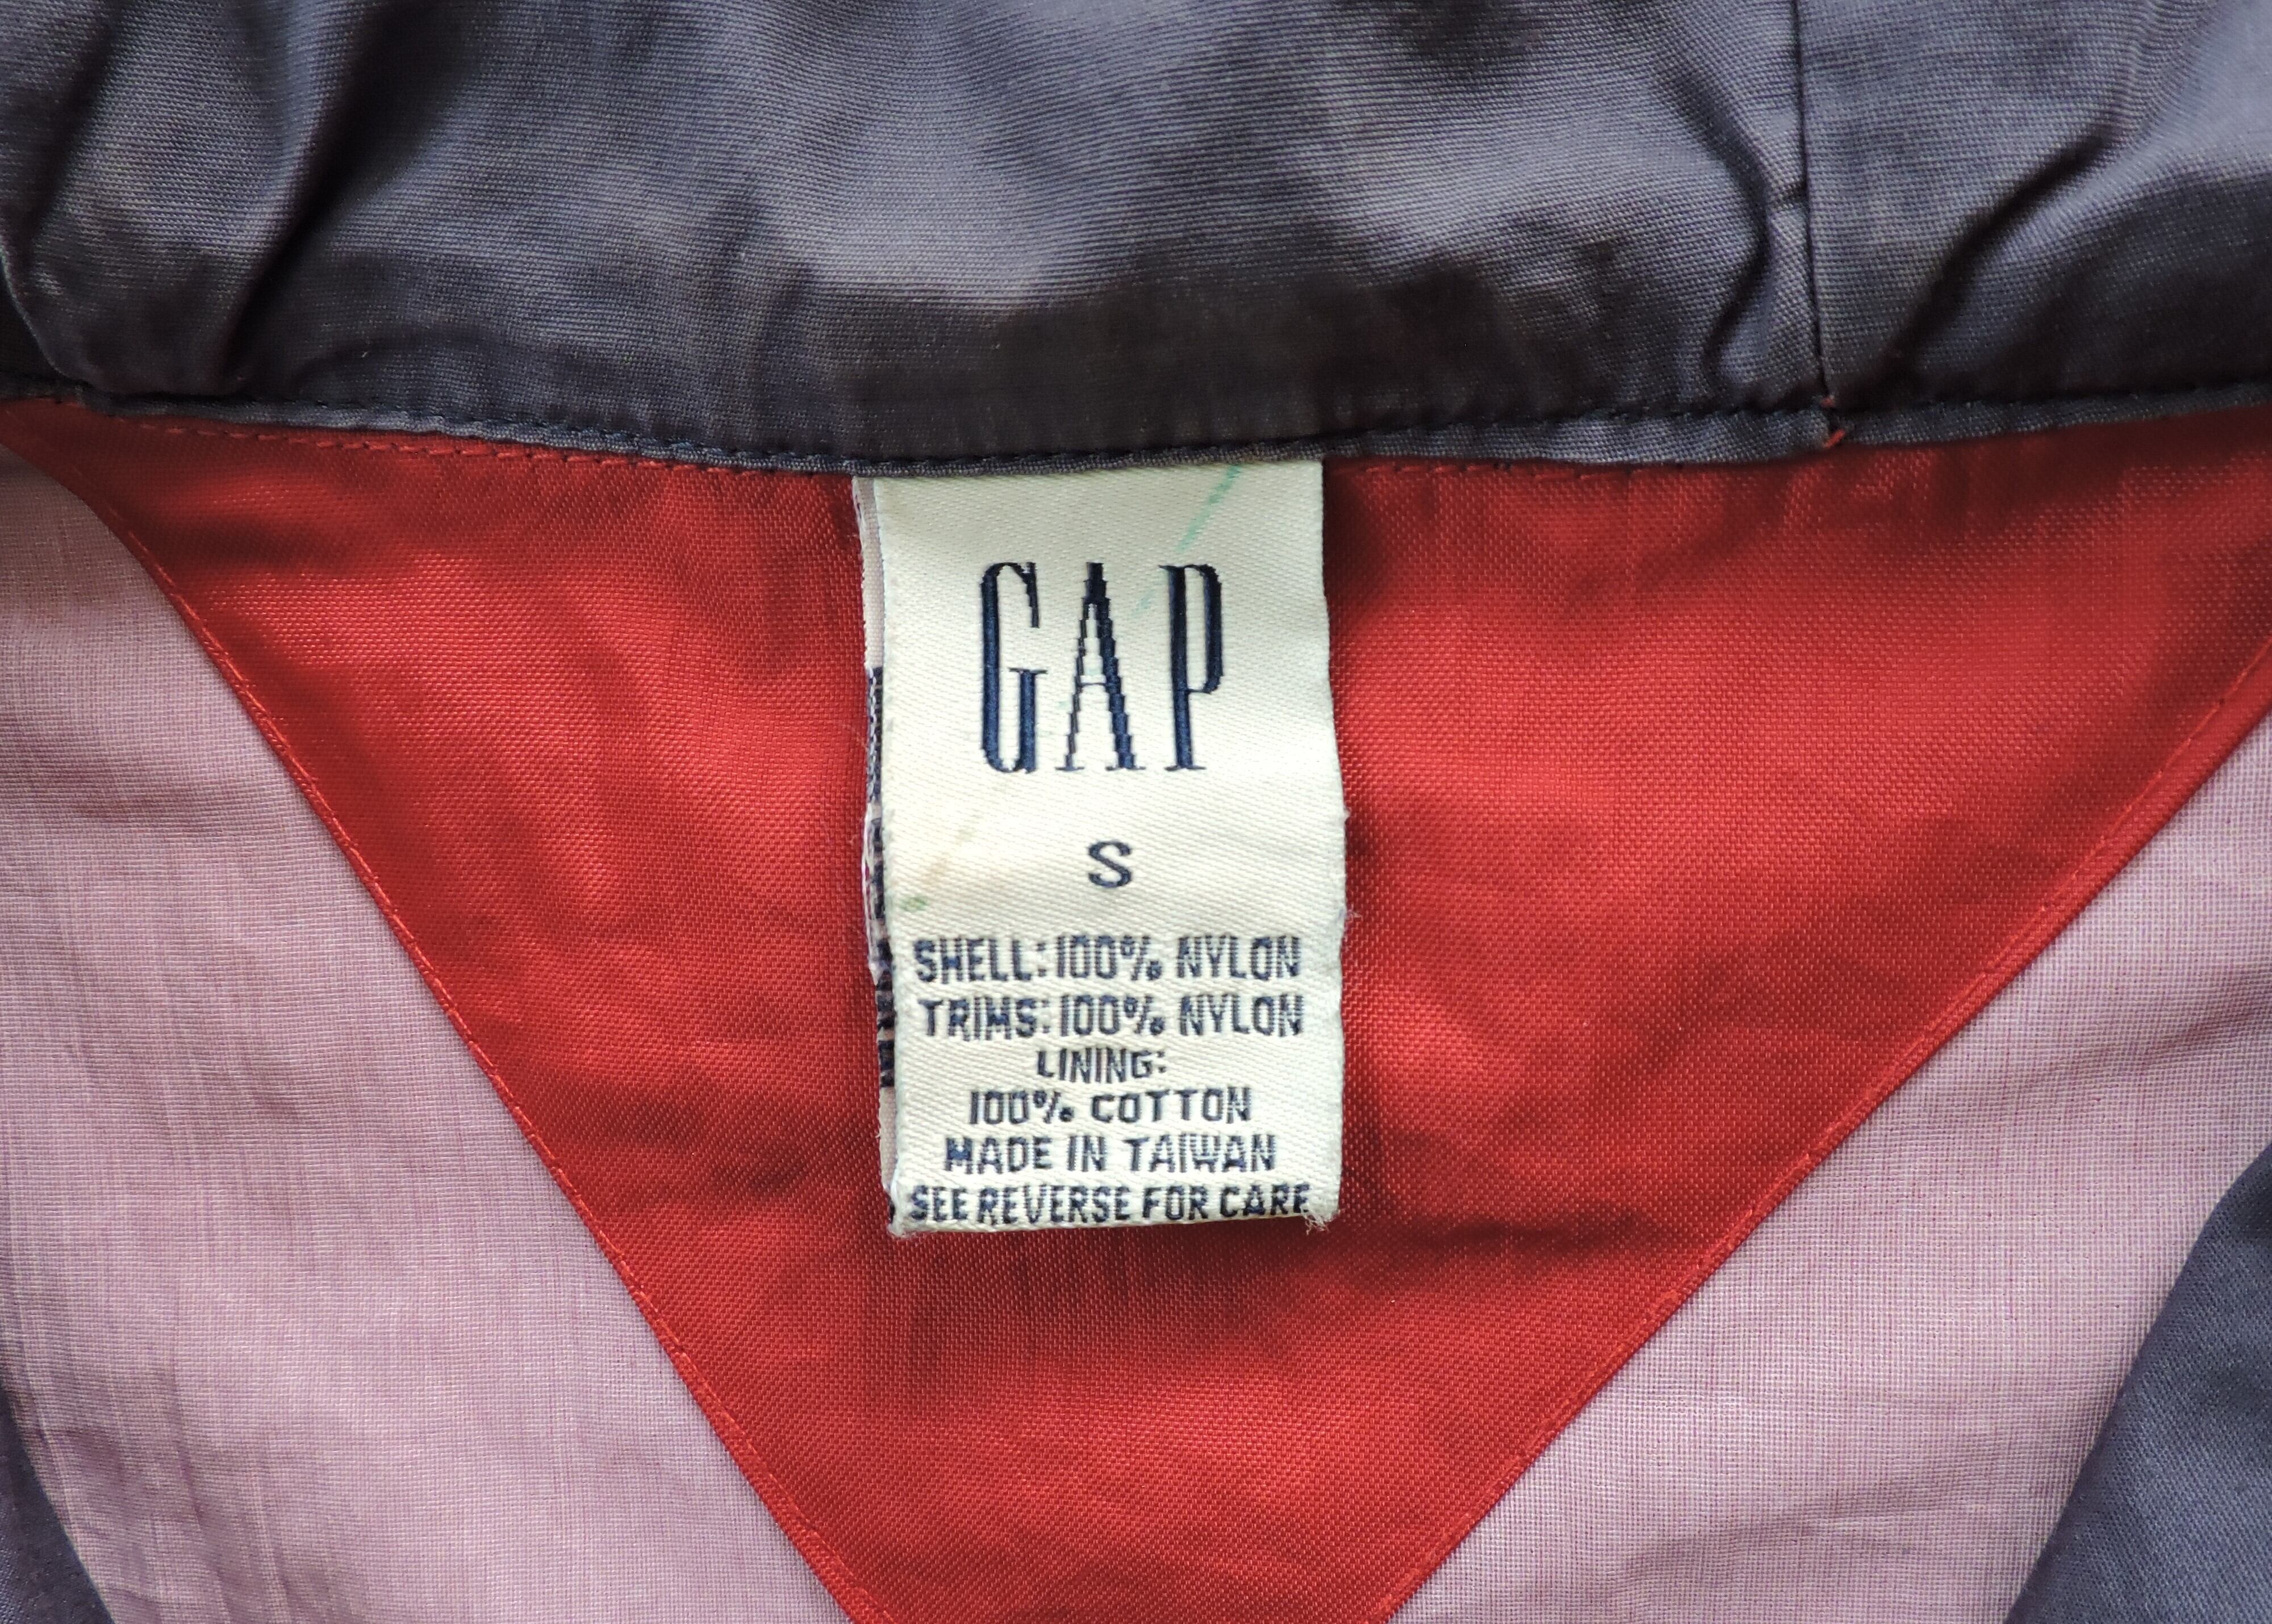 GAP
S
SHELL: 100% NYLON
TRIMS: 100% NYLON
LINING:
100% COTTON
MADE IN TAIWAN
SEE REVERSE FOR CARE